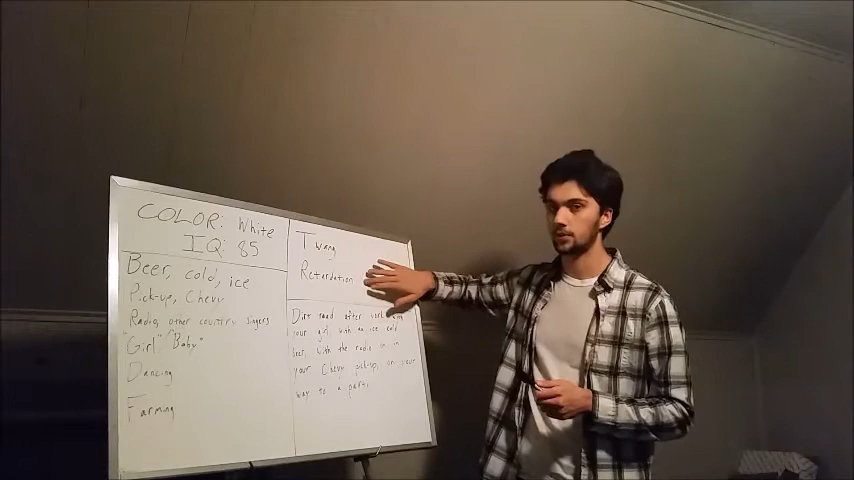 COLOR: White
IQ: 85
Beer, cold, ice
Pick-up, Chevy
Radio, other country singers
"Girl" "Baby"
Dancing
Farming
Twang
Retardation
Dirt road after work with
your girl, with an ice cold
beer, with the radio on in
your Chevy pick-up, on your
way to a party